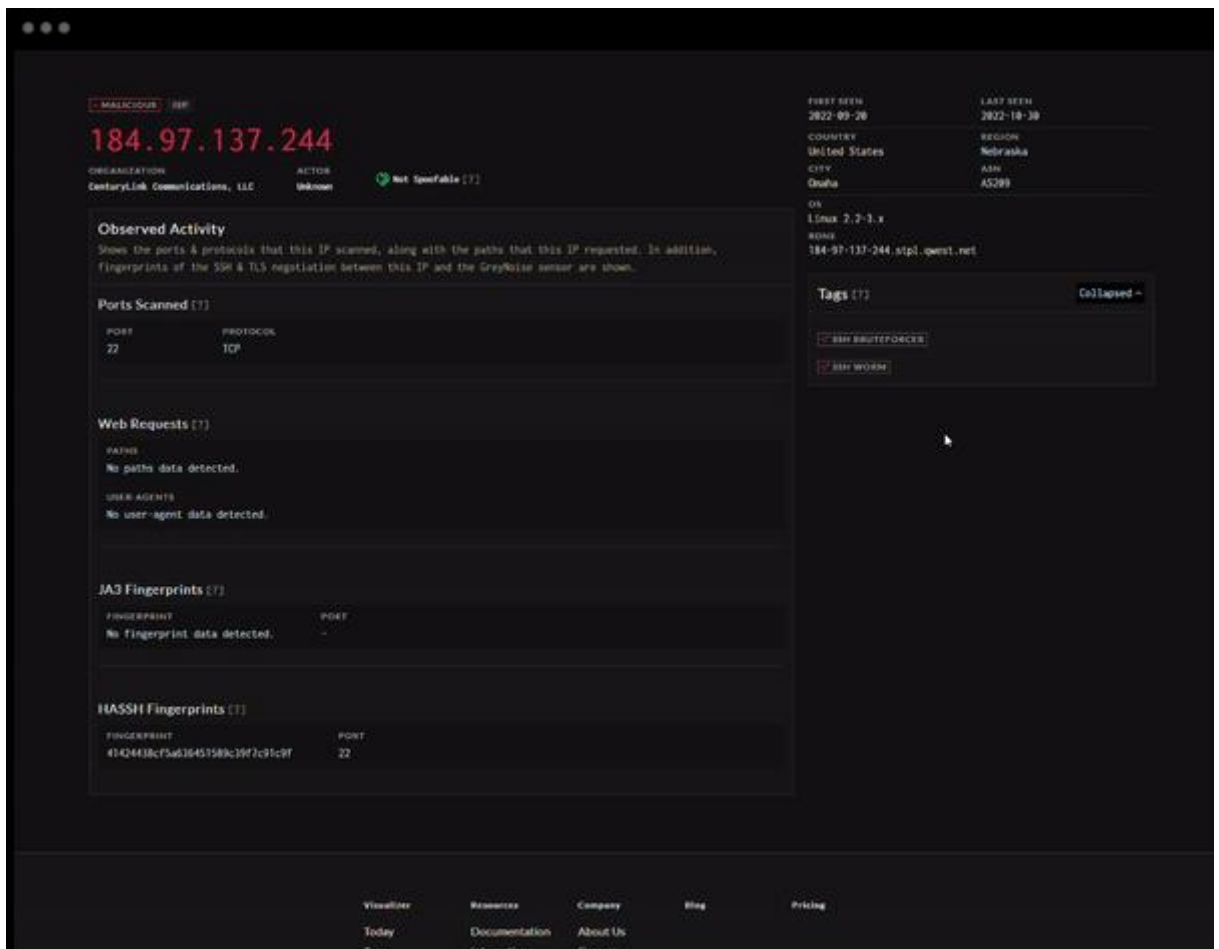 MALICIOUS ISP
184.97.137.244
ORGANIZATION ACTOR
CenturyLink Communications, LLC Unknown Not Spoofable [?]
FIRST SEEN LAST SEEN
2022-09-20 2022-10-30
COUNTRY REGION
United States Nebraska
CITY ASN
Omaha AS209
OS
Linux 2.2-3.x
RDNS
184-97-137-244.stpl.qwest.net
Tags [?] Collapsed
SSH BRUTEFORCER
SSH WORM
Observed Activity
Shows the ports & protocols that this IP scanned, along with the paths that this IP requested. In addition,
fingerprints of the SSH & TLS negotiation between this IP and the GreyNoise sensor are shown.
Ports Scanned [?]
PORT PROTOCOL
22 TCP
Web Requests [?]
PATHS
No paths data detected.
USER-AGENTS
No user-agent data detected.
JA3 Fingerprints [?]
FINGERPRINT PORT
No fingerprint data detected. -
HASSH Fingerprints [?]
FINGERPRINT PORT
22
Visualizer Resources Company Blog Pricing
Today Documentation About Us